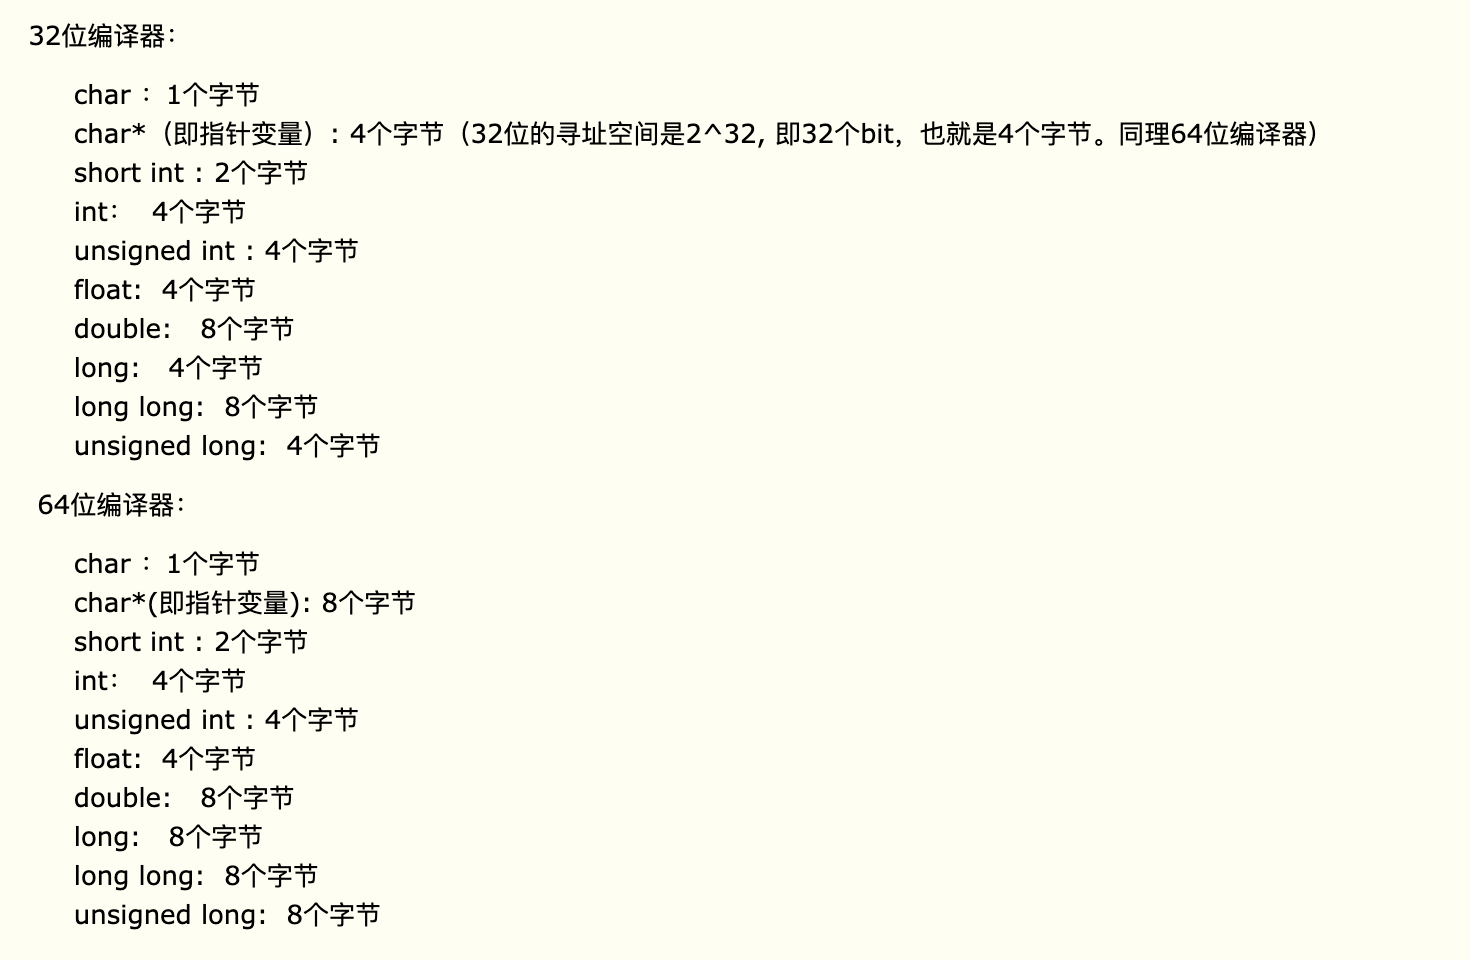 32位编译器：
char ：1个字节
char*（即指针变量）: 4个字节（32位的寻址空间是2^32, 即32个bit，也就是4个字节。同理64位编译器）
short int : 2个字节
int：  4个字节
unsigned int : 4个字节
float:  4个字节
double:   8个字节
long:   4个字节
long long:  8个字节
unsigned long:  4个字节
64位编译器：
char ：1个字节
char*(即指针变量): 8个字节
short int : 2个字节
int：  4个字节
unsigned int : 4个字节
float:  4个字节
double:   8个字节
long:   8个字节
long long:  8个字节
unsigned long:  8个字节